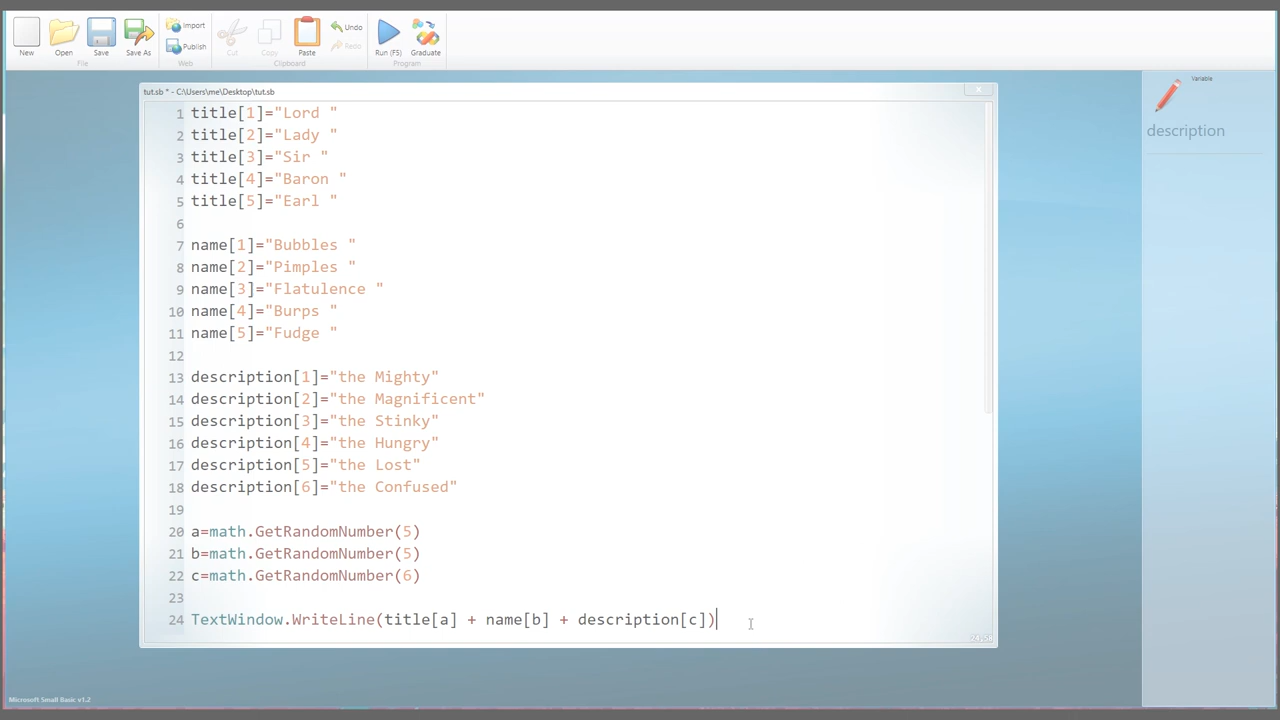 New
Open
Save
Save As
Import
Publish
Cut
Copy
Paste
Undo
Redo
Run (F5)
Graduate
File
Web
Clipboard
Program
tut.sb * - C:\Users\me\Desktop\tut.sb
Variable
description
1 title[1]="Lord "
2 title[2]="Lady "
3 title[3]="Sir "
4 title[4]="Baron "
5 title[5]="Earl "
6
7 name[1]="Bubbles "
8 name[2]="Pimples "
9 name[3]="Flatulence "
10 name[4]="Burps "
11 name[5]="Fudge "
12
13 description[1]="the Mighty"
14 description[2]="the Magnificent"
15 description[3]="the Stinky"
16 description[4]="the Hungry"
17 description[5]="the Lost"
18 description[6]="the Confused"
19
20 a=math.GetRandomNumber(5)
21 b=math.GetRandomNumber(5)
22 c=math.GetRandomNumber(6)
23
24 TextWindow.WriteLine(title[a] + name[b] + description[c])
Microsoft Small Basic v1.2